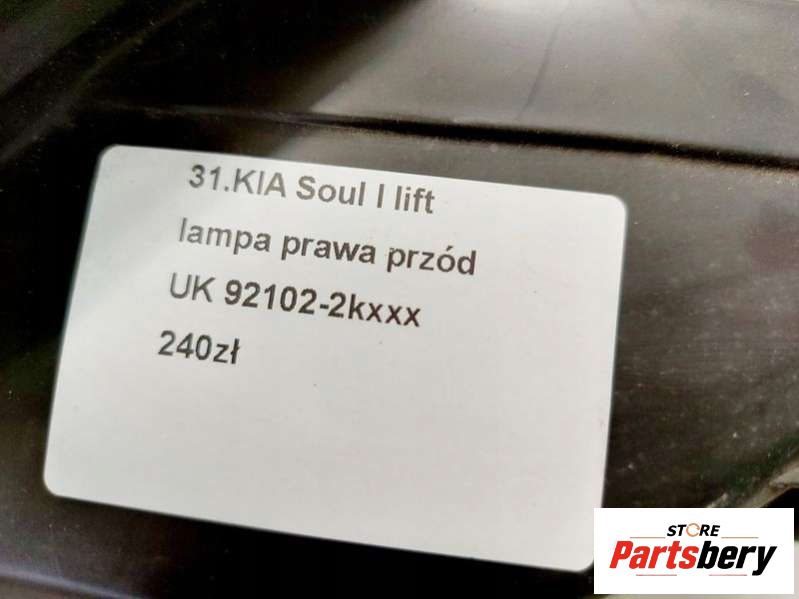 31.KIA Soul I lift
lampa prawa przód
UK 92102-2kxxx
240zł
STORE
Partsbery